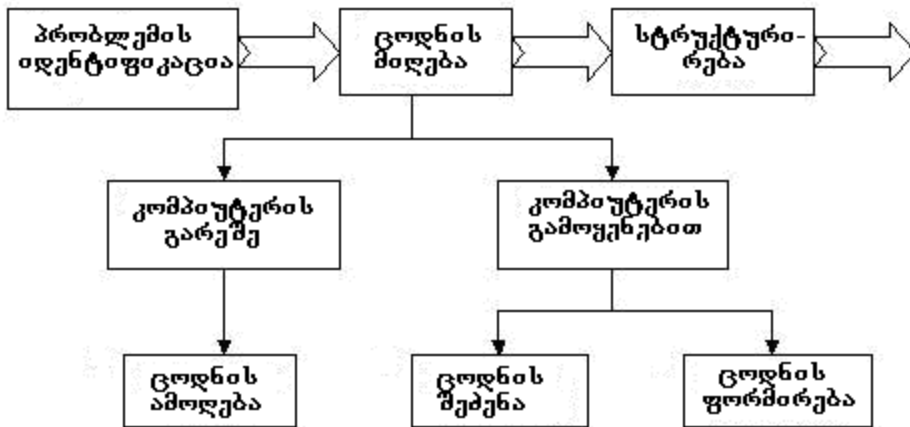 პრობლემის
იდენტიფიკაცია
ცოდნის
მიღება
სტრუქტური-
რება
კომპიუტერის
გარეშე
კომპიუტერის
გამოყენებით
ცოდნის
ამოღება
ცოდნის
შეძენა
ცოდნის
ფორმირება